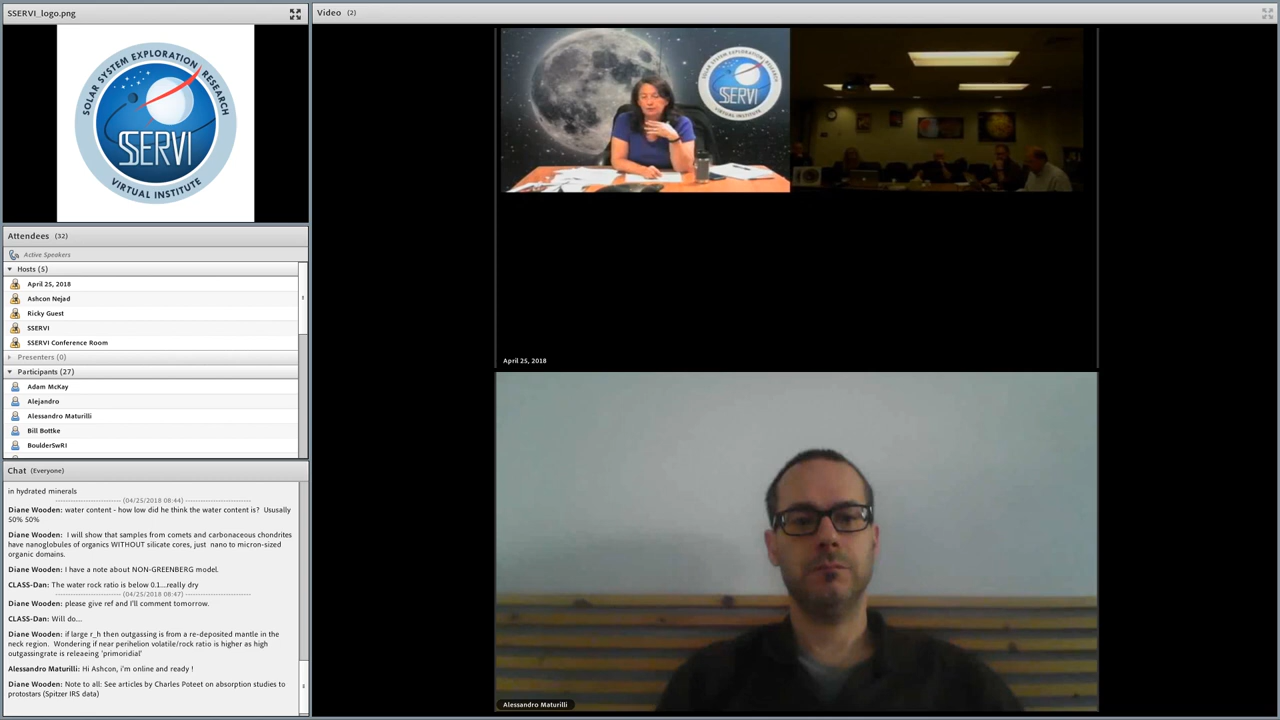 SSERVI_logo.png
SOLAR SYSTEM EXPLORATION RESEARCH
SSERVI
VIRTUAL INSTITUTE
Attendees (32)
Active Speakers
Hosts (5)
April 25, 2018
Ashcon Nejad
Ricky Guest
SSERVI
SSERVI Conference Room
Presenters (0)
Participants (27)
Adam McKay
Alejandro
Alessandro Maturilli
Bill Bottke
BoulderSwRI
Chat (Everyone)
in hydrated minerals
------------------------ (04/25/2018 08:44) ------------------------
Diane Wooden: water content - how low did he think the water content is? Ususally
50% 50%
Diane Wooden: I will show that samples from comets and carbonaceous chondrites
have nanoglobules of organics WITHOUT silicate cores, just nano to micron-sized
organic domains.
Diane Wooden: I have a note about NON-GREENBERG model.
CLASS-Dan: The water rock ratio is below 0.1....really dry
------------------------ (04/25/2018 08:47) ------------------------
Diane Wooden: please give ref and I'll comment tomorrow.
CLASS-Dan: Will do....
Diane Wooden: if large r_h then outgassing is from a re-deposited mantle in the
neck region. Wondering if near perihelion volatile/rock ratio is higher as high
outgassingrate is releaeing 'primordial'
Alessandro Maturilli: Hi Ashcon, i'm online and ready !
Diane Wooden: Note to all: See articles by Charles Poteet on absorption studies to
protostars (Spitzer IRS data)
Video (2)
SOLAR SYSTEM EXPLORATION RESEARCH
SSERVI
VIRTUAL INSTITUTE
April 25, 2018
Alessandro Maturilli